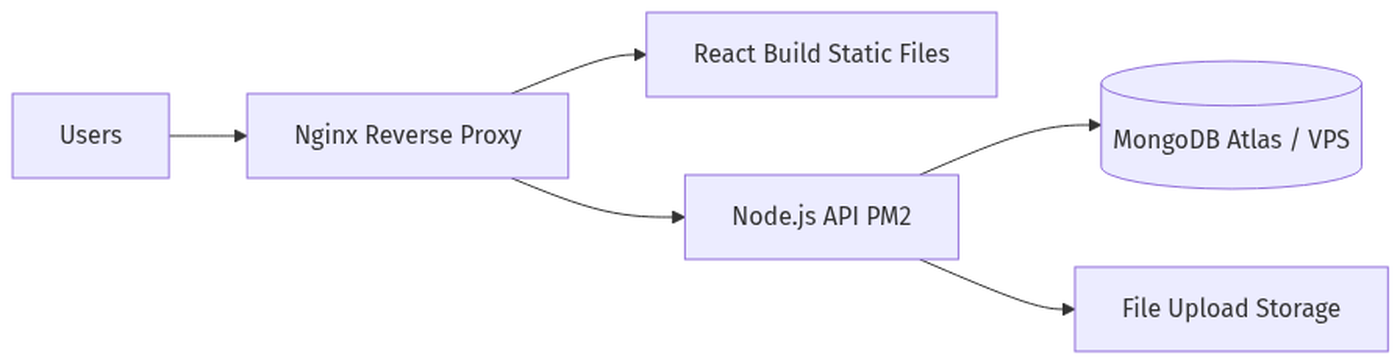 Users
Nginx Reverse Proxy
React Build Static Files
Node.js API PM2
MongoDB Atlas / VPS
File Upload Storage